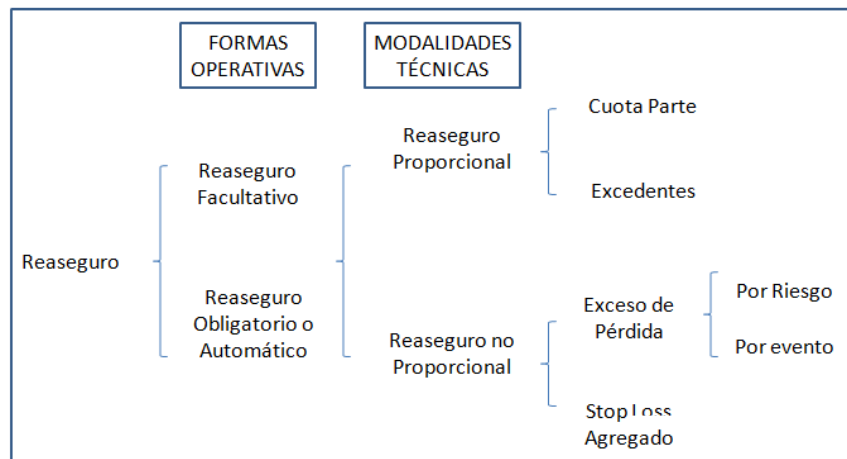 FORMAS
OPERATIVAS
MODALIDADES
TÉCNICAS
Reaseguro
Reaseguro
Facultativo
Reaseguro
Obligatorio o
Automático
Reaseguro
Proporcional
Reaseguro no
Proporcional
Cuota Parte
Excedentes
Exceso de
Pérdida
Stop Loss
Agregado
Por Riesgo
Por evento